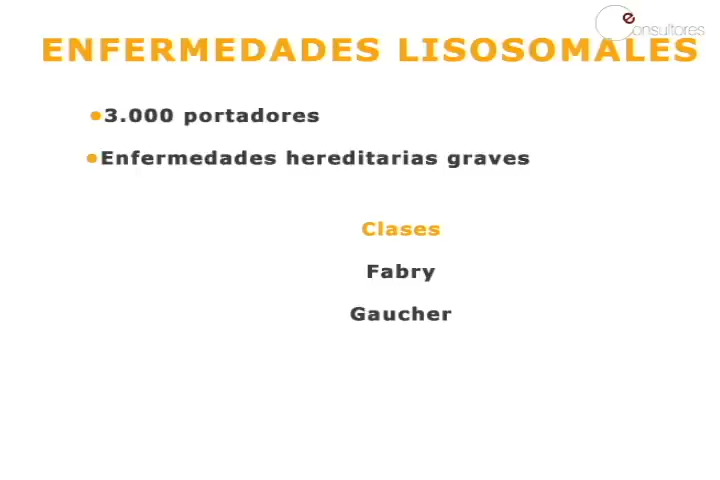 e
Consultores
ENFERMEDADES LISOSOMALES
•3.000 portadores
•Enfermedades hereditarias graves
Clases
Fabry
Gaucher